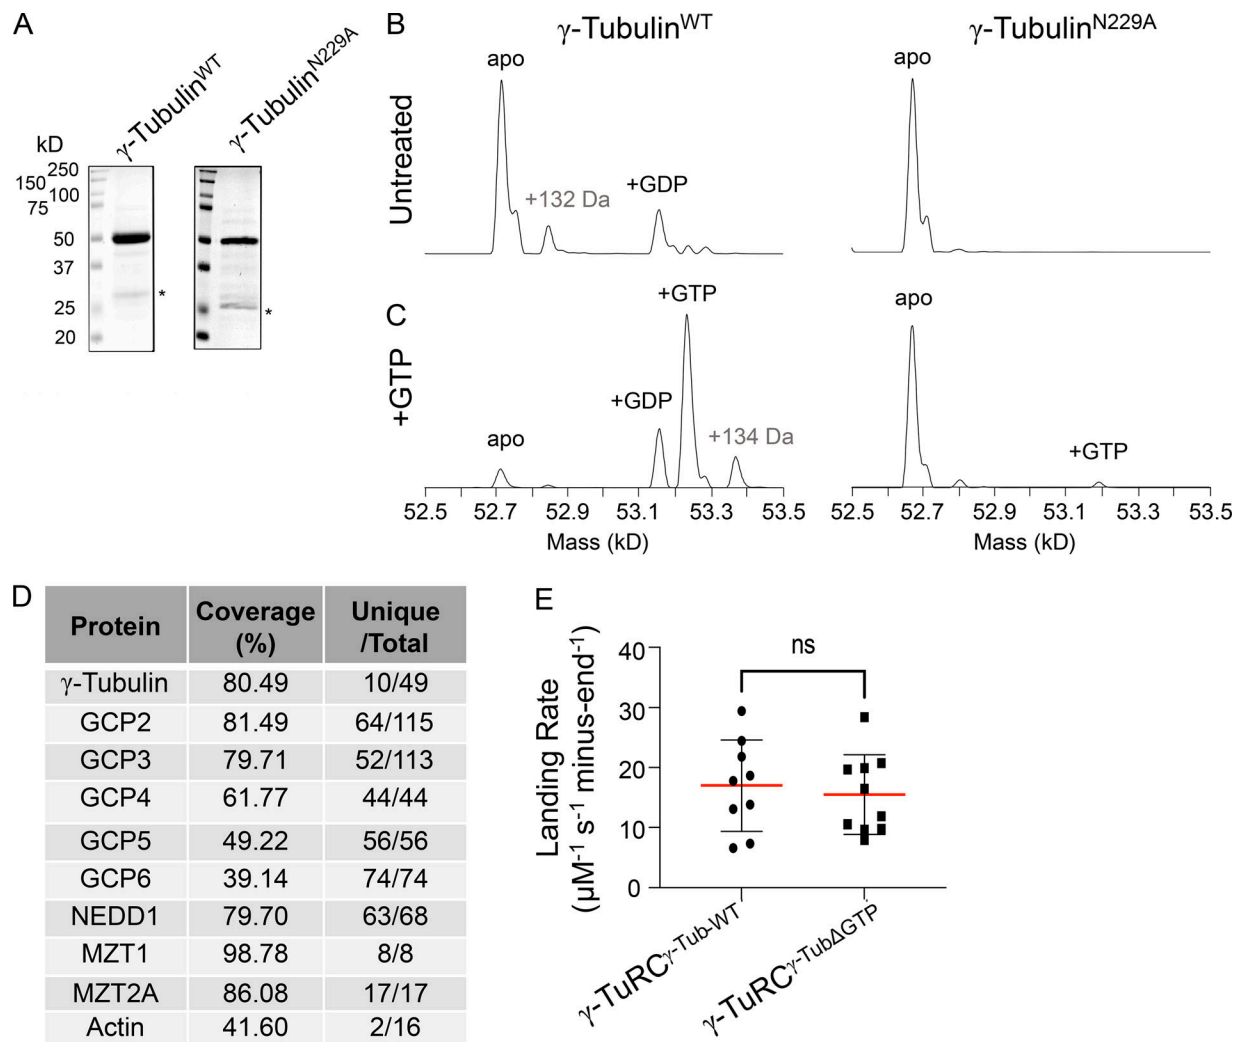 A
γ-Tubulin^WT
γ-Tubulin^N229A
kD
250
150
100
75
50
37
25
20
*
*
B
γ-Tubulin^WT
γ-Tubulin^N229A
Untreated
apo
+132 Da
+GDP
apo
C
+GTP
apo
+GDP
+GTP
+134 Da
apo
+GTP
52.5 52.7 52.9 53.1 53.3 53.5
Mass (kD)
52.5 52.7 52.9 53.1 53.3 53.5
Mass (kD)
D
Protein Coverage (%) Unique /Total
γ-Tubulin 80.49 10/49
GCP2 81.49 64/115
GCP3 79.71 52/113
GCP4 61.77 44/44
GCP5 49.22 56/56
GCP6 39.14 74/74
NEDD1 79.70 63/68
MZT1 98.78 8/8
MZT2A 86.08 17/17
Actin 41.60 2/16
E
Landing Rate
(µM⁻¹ s⁻¹ minus-end⁻¹)
40
30
20
10
0
ns
γ-TuRC^γ-Tub-WT
γ-TuRC^γ-TubΔGTP